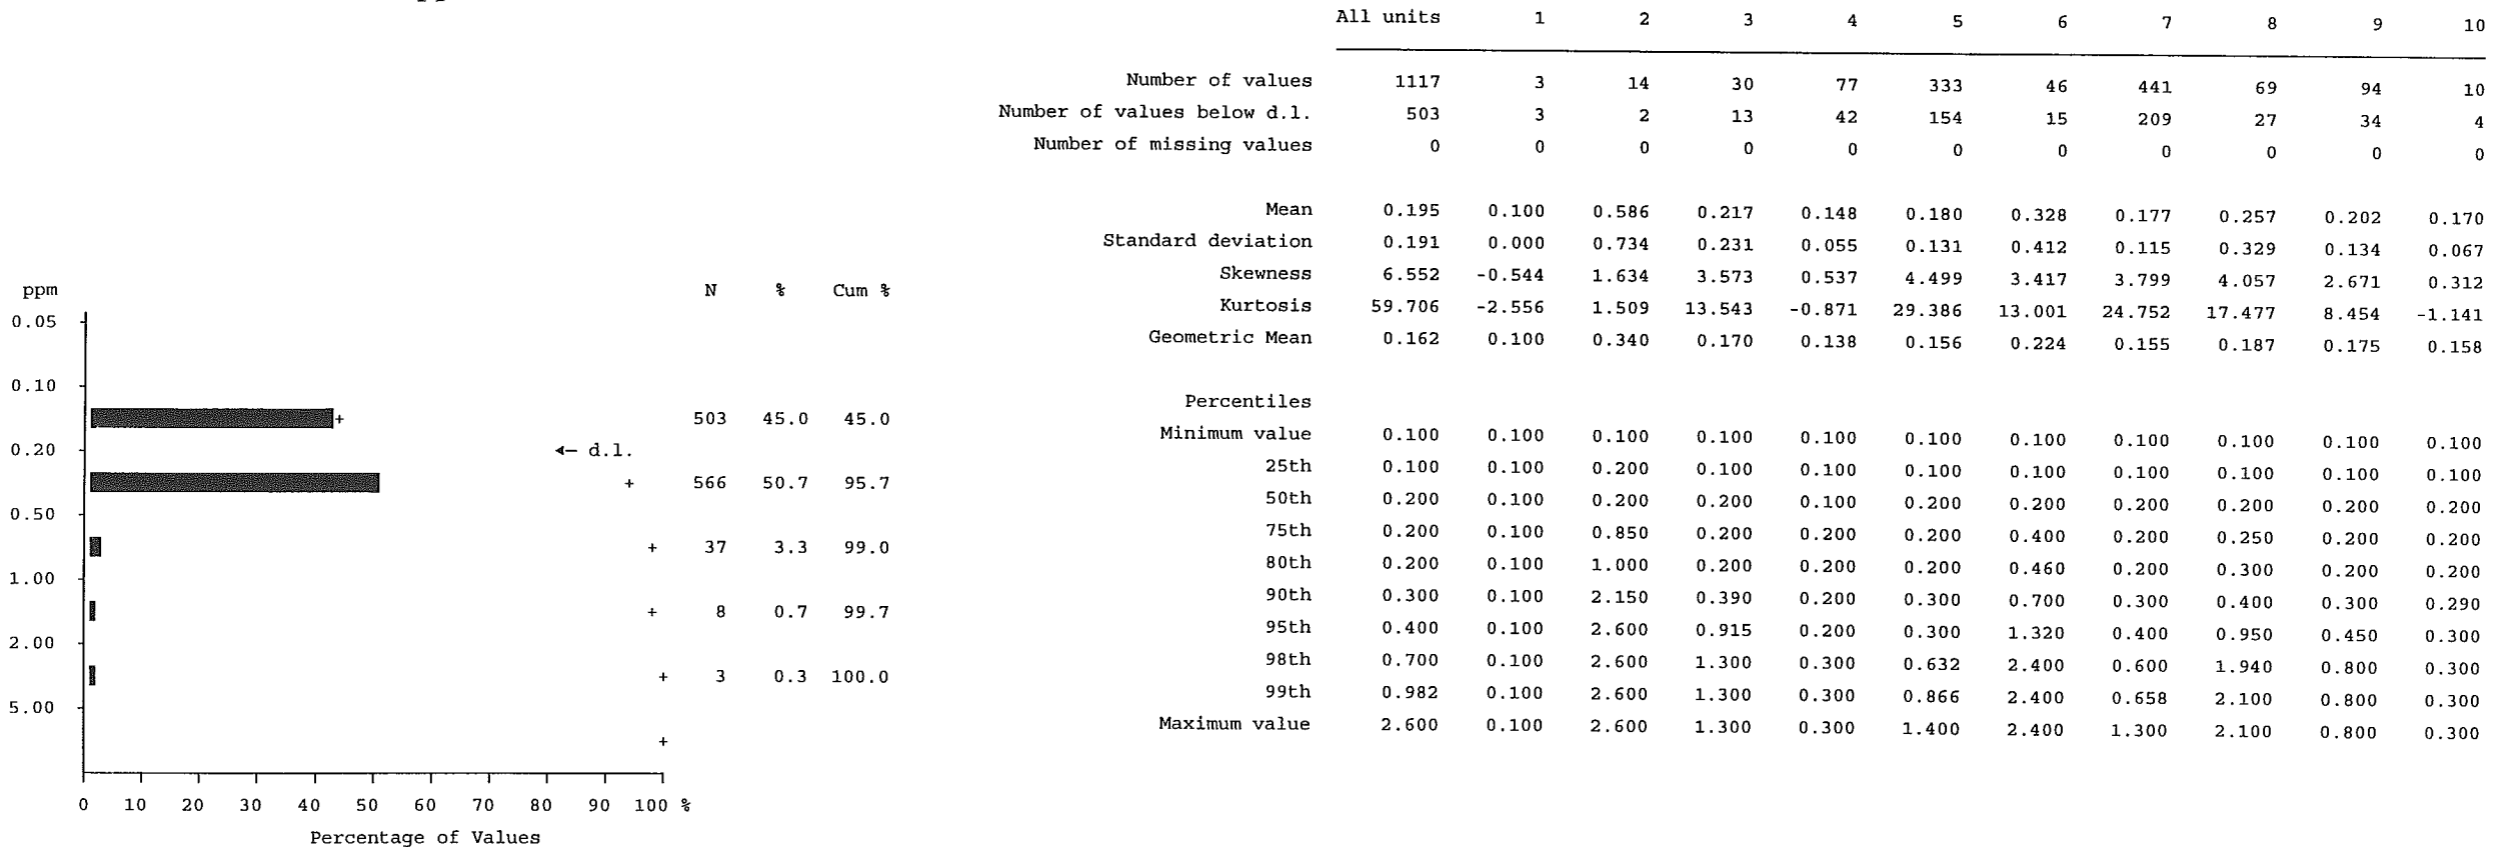 All units 1 2 3 4 5 6 7 8 9 10
Number of values 1117 3 14 30 77 333 46 441 69 94 10
Number of values below d.l. 503 3 2 13 42 154 15 209 27 34 4
Number of missing values 0 0 0 0 0 0 0 0 0 0 0
Mean 0.195 0.100 0.586 0.217 0.148 0.180 0.328 0.177 0.257 0.202 0.170
Standard deviation 0.191 0.000 0.734 0.231 0.055 0.131 0.412 0.115 0.329 0.134 0.067
Skewness 6.552 -0.544 1.634 3.573 0.537 4.499 3.417 3.799 4.057 2.671 0.312
Kurtosis 59.706 -2.556 1.509 13.543 -0.871 29.386 13.001 24.752 17.477 8.454 -1.141
Geometric Mean 0.162 0.100 0.340 0.170 0.138 0.156 0.224 0.155 0.187 0.175 0.158
Percentiles
Minimum value 0.100 0.100 0.100 0.100 0.100 0.100 0.100 0.100 0.100 0.100 0.100
25th 0.100 0.100 0.200 0.100 0.100 0.100 0.100 0.100 0.100 0.100 0.100
50th 0.200 0.100 0.200 0.200 0.100 0.200 0.200 0.200 0.200 0.200 0.200
75th 0.200 0.100 0.850 0.200 0.200 0.200 0.400 0.200 0.250 0.200 0.200
80th 0.200 0.100 1.000 0.200 0.200 0.200 0.460 0.200 0.300 0.200 0.200
90th 0.300 0.100 2.150 0.390 0.200 0.300 0.700 0.300 0.400 0.300 0.290
95th 0.400 0.100 2.600 0.915 0.200 0.300 1.320 0.400 0.950 0.450 0.300
98th 0.700 0.100 2.600 1.300 0.300 0.632 2.400 0.600 1.940 0.800 0.300
99th 0.982 0.100 2.600 1.300 0.300 0.866 2.400 0.658 2.100 0.800 0.300
Maximum value 2.600 0.100 2.600 1.300 0.300 1.400 2.400 1.300 2.100 0.800 0.300
ppm N % Cum %
0.05
0.10
+ 503 45.0 45.0
0.20 ← d.l.
+ 566 50.7 95.7
0.50
+ 37 3.3 99.0
1.00
+ 8 0.7 99.7
2.00
+ 3 0.3 100.0
5.00
+
0 10 20 30 40 50 60 70 80 90 100 %
Percentage of Values